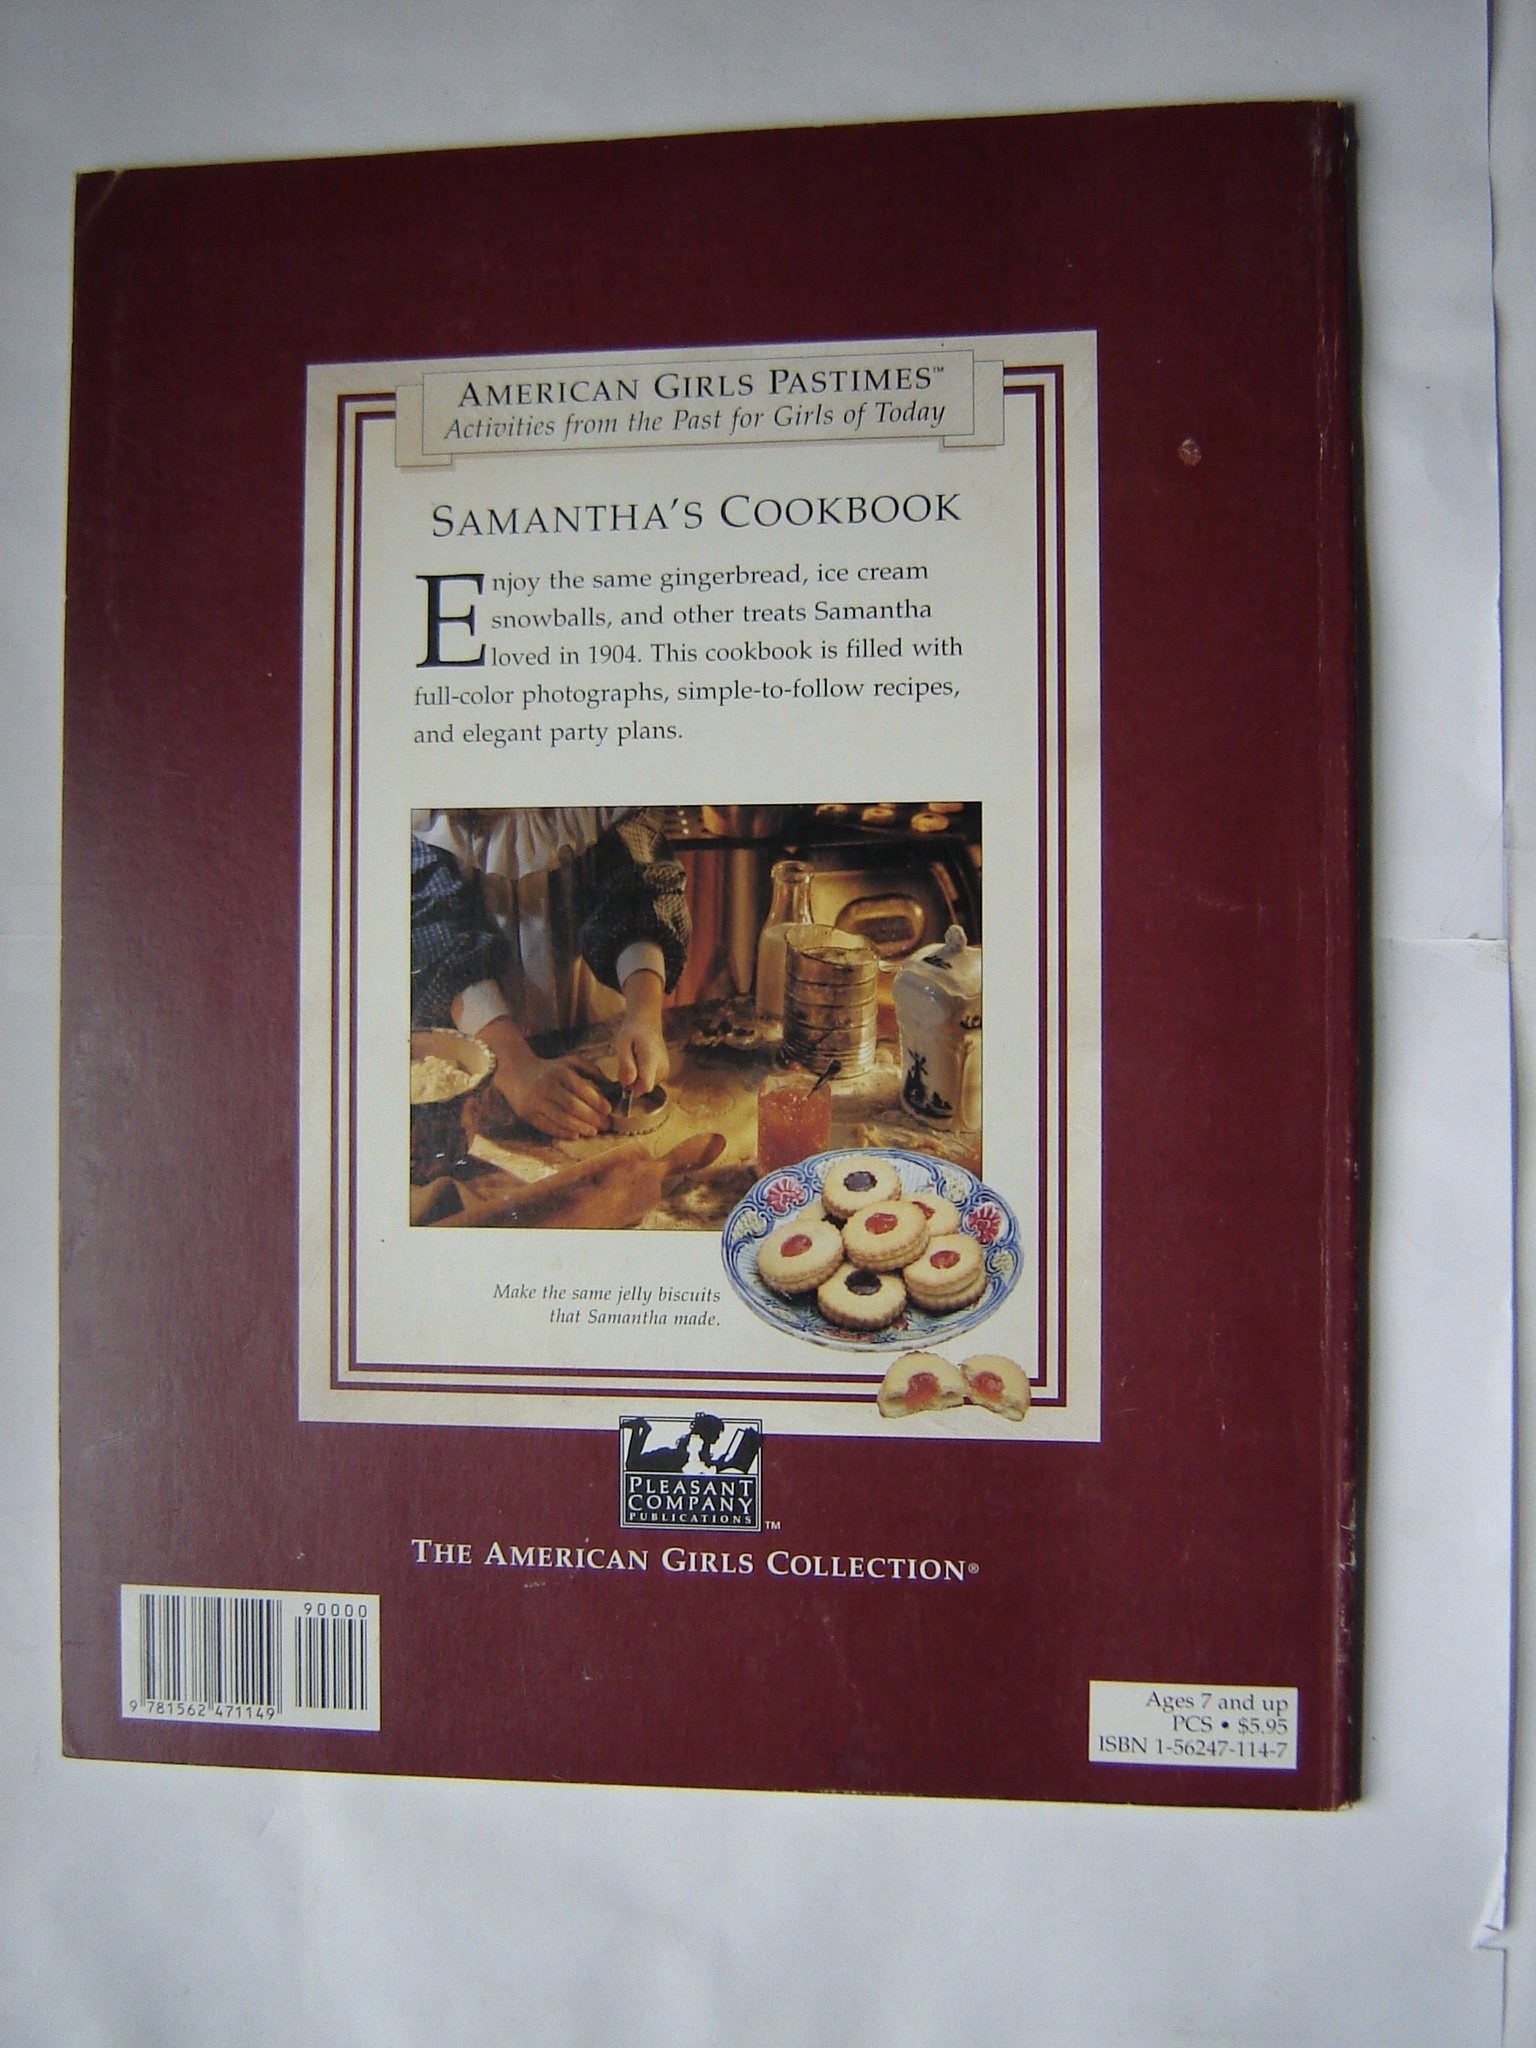 AMERICAN GIRLS PASTIMES™
Activities from the Past for Girls of Today
SAMANTHA'S COOKBOOK
Enjoy the same gingerbread, ice cream
snowballs, and other treats Samantha
loved in 1904. This cookbook is filled with
full-color photographs, simple-to-follow recipes,
and elegant party plans.
Make the same jelly biscuits
that Samantha made.
PLEASANT
COMPANY
PUBLICATIONS™
THE AMERICAN GIRLS COLLECTION®
90000
9 781562 471149
Ages 7 and up
PCS • $5.95
ISBN 1-56247-114-7